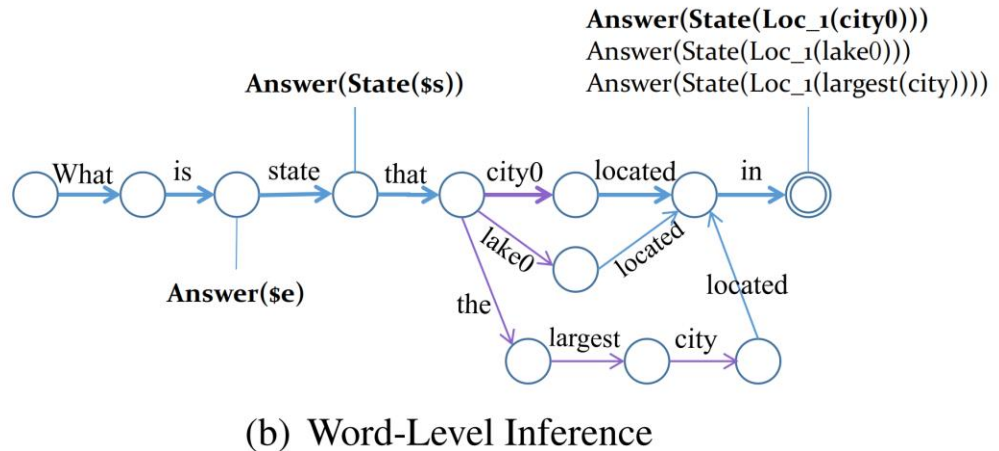 Answer(State(Loc_1(city0)))
Answer(State(Loc_1(lake0)))
Answer(State(Loc_1(largest(city))))
Answer(State($s))
What is state that city0 located in
lake0 located
the located
largest city
Answer($e)
(b) Word-Level Inference